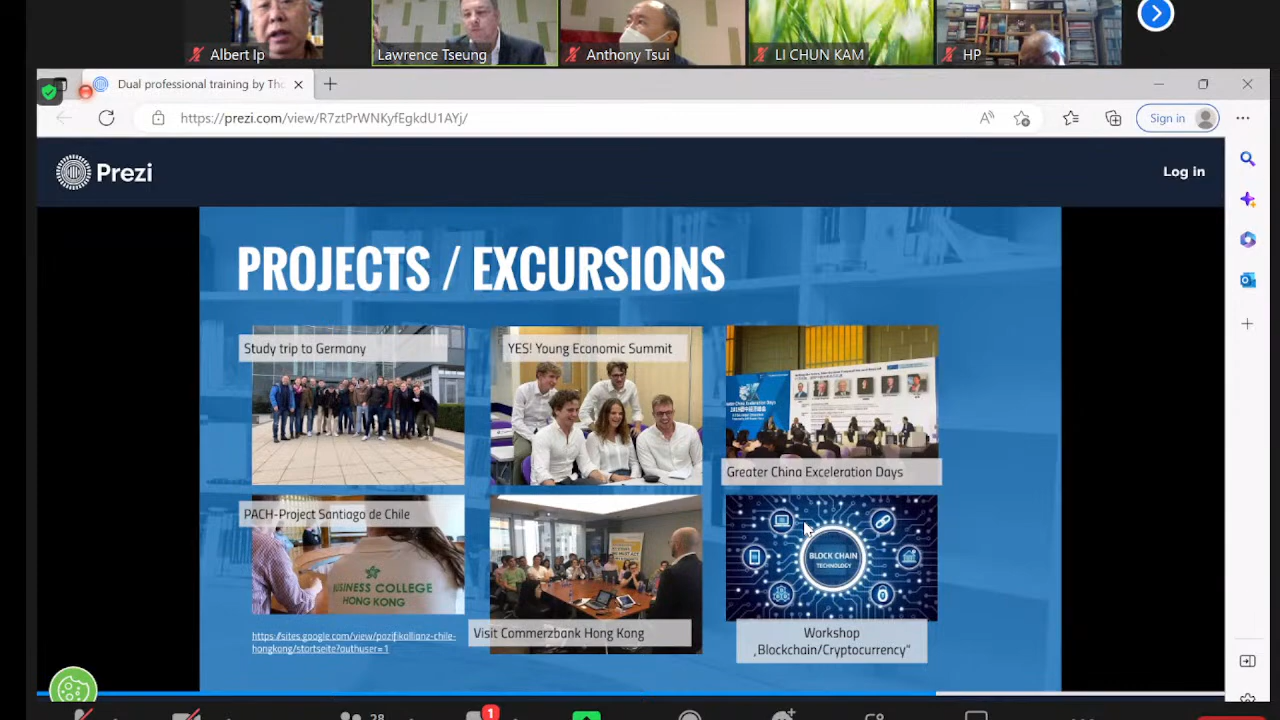 Albert Ip
Lawrence Tseung
Anthony Tsui
LI CHUN KAM
HP
Dual professional training by Tho
https://prezi.com/view/R7ztPrWNKyfEgkdU1AYj/
Sign in
Prezi
Log in
PROJECTS / EXCURSIONS
Study trip to Germany
YES! Young Economic Summit
Greater China Exceleration Days
PACH-Project Santiago de Chile
BUSINESS COLLEGE
HONG KONG
BLOCK CHAIN
TECHNOLOGY
https://sites.google.com/view/pazifikallianz-chile-
hongkong/startseite?authuser=1
Visit Commerzbank Hong Kong
Workshop
„Blockchain/Cryptocurrency“
28
1